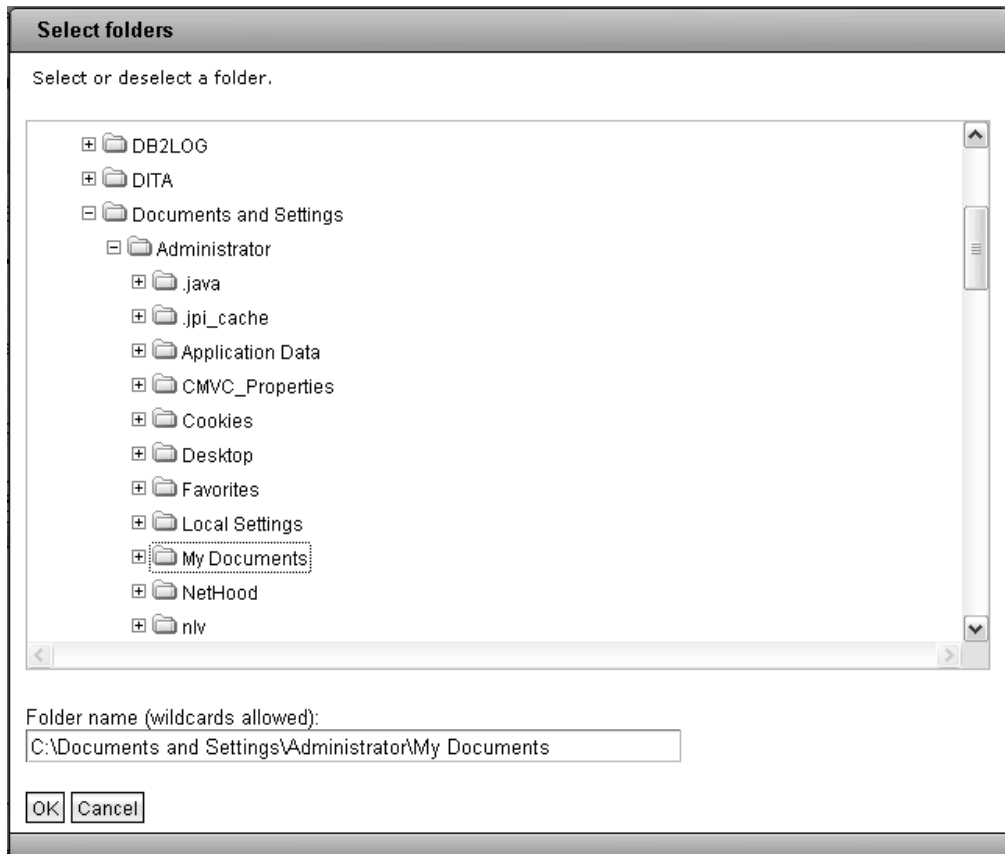 Select folders
Select or deselect a folder.
DB2LOG
DITA
Documents and Settings
Administrator
.java
.jpi_cache
Application Data
CMVC_Properties
Cookies
Desktop
Favorites
Local Settings
My Documents
NetHood
nlv
Folder name (wildcards allowed):
C:\Documents and Settings\Administrator\My Documents
OK Cancel